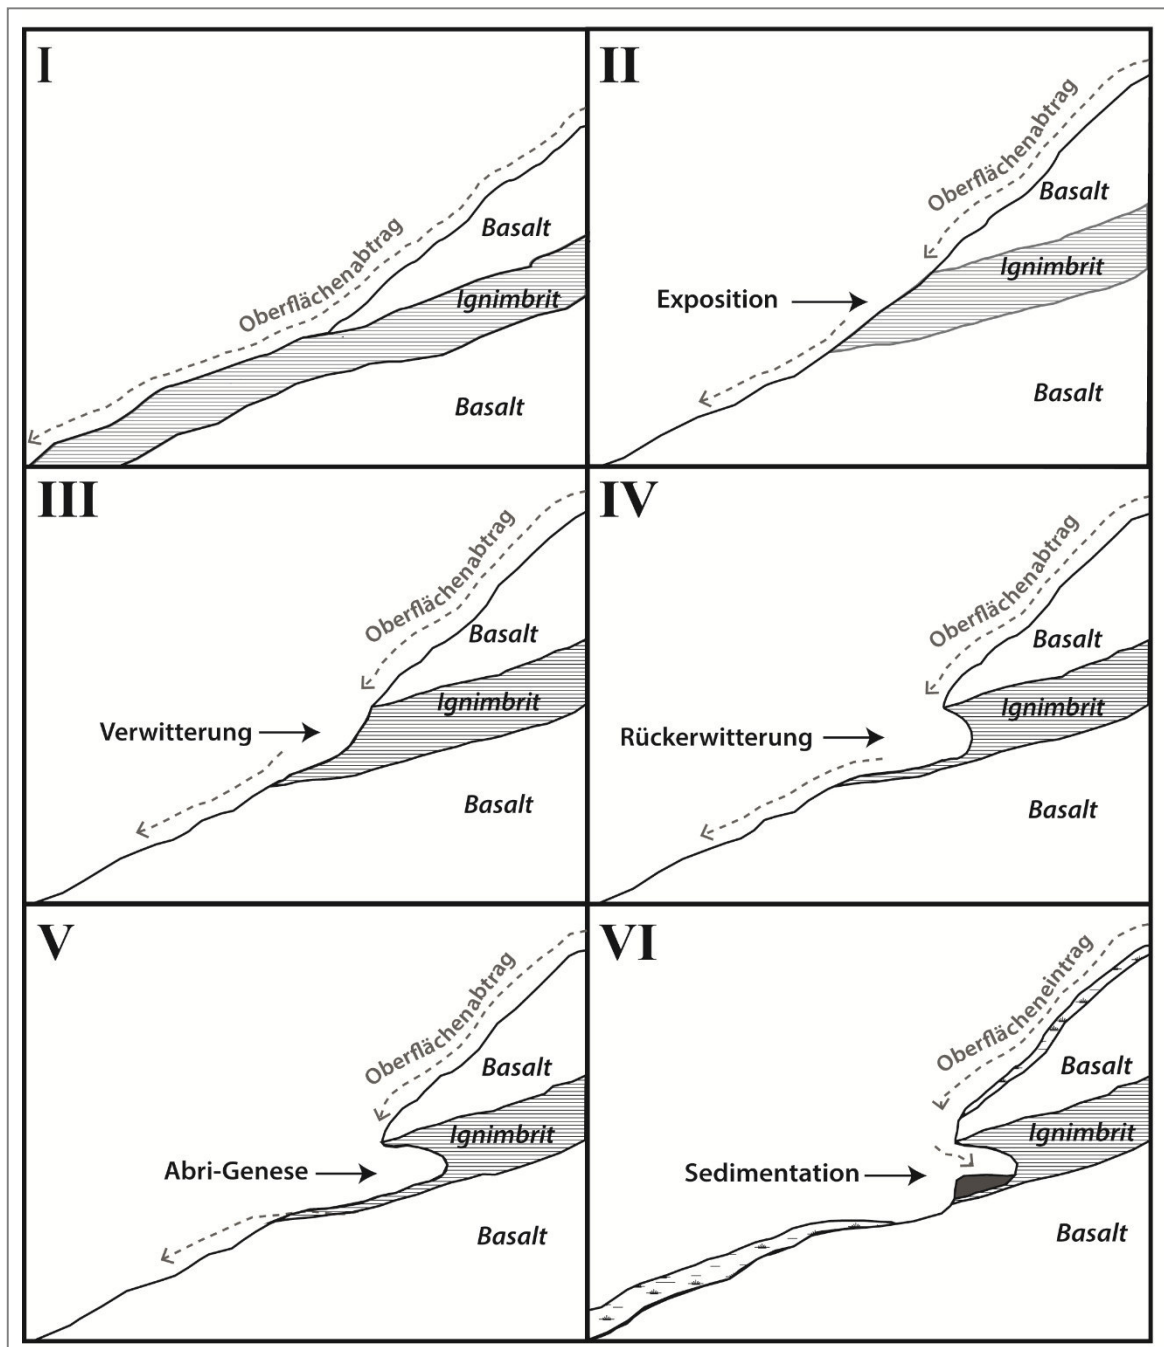 I
Oberflächenabtrag
Basalt
Ignimbrit
Basalt
II
Oberflächenabtrag
Basalt
Ignimbrit
Exposition
Basalt
III
Oberflächenabtrag
Basalt
Ignimbrit
Verwitterung
Basalt
IV
Oberflächenabtrag
Basalt
Ignimbrit
Rückerwitterung
Basalt
V
Oberflächenabtrag
Basalt
Ignimbrit
Abri-Genese
Basalt
VI
Oberflächeneintrag
Basalt
Ignimbrit
Sedimentation
Basalt